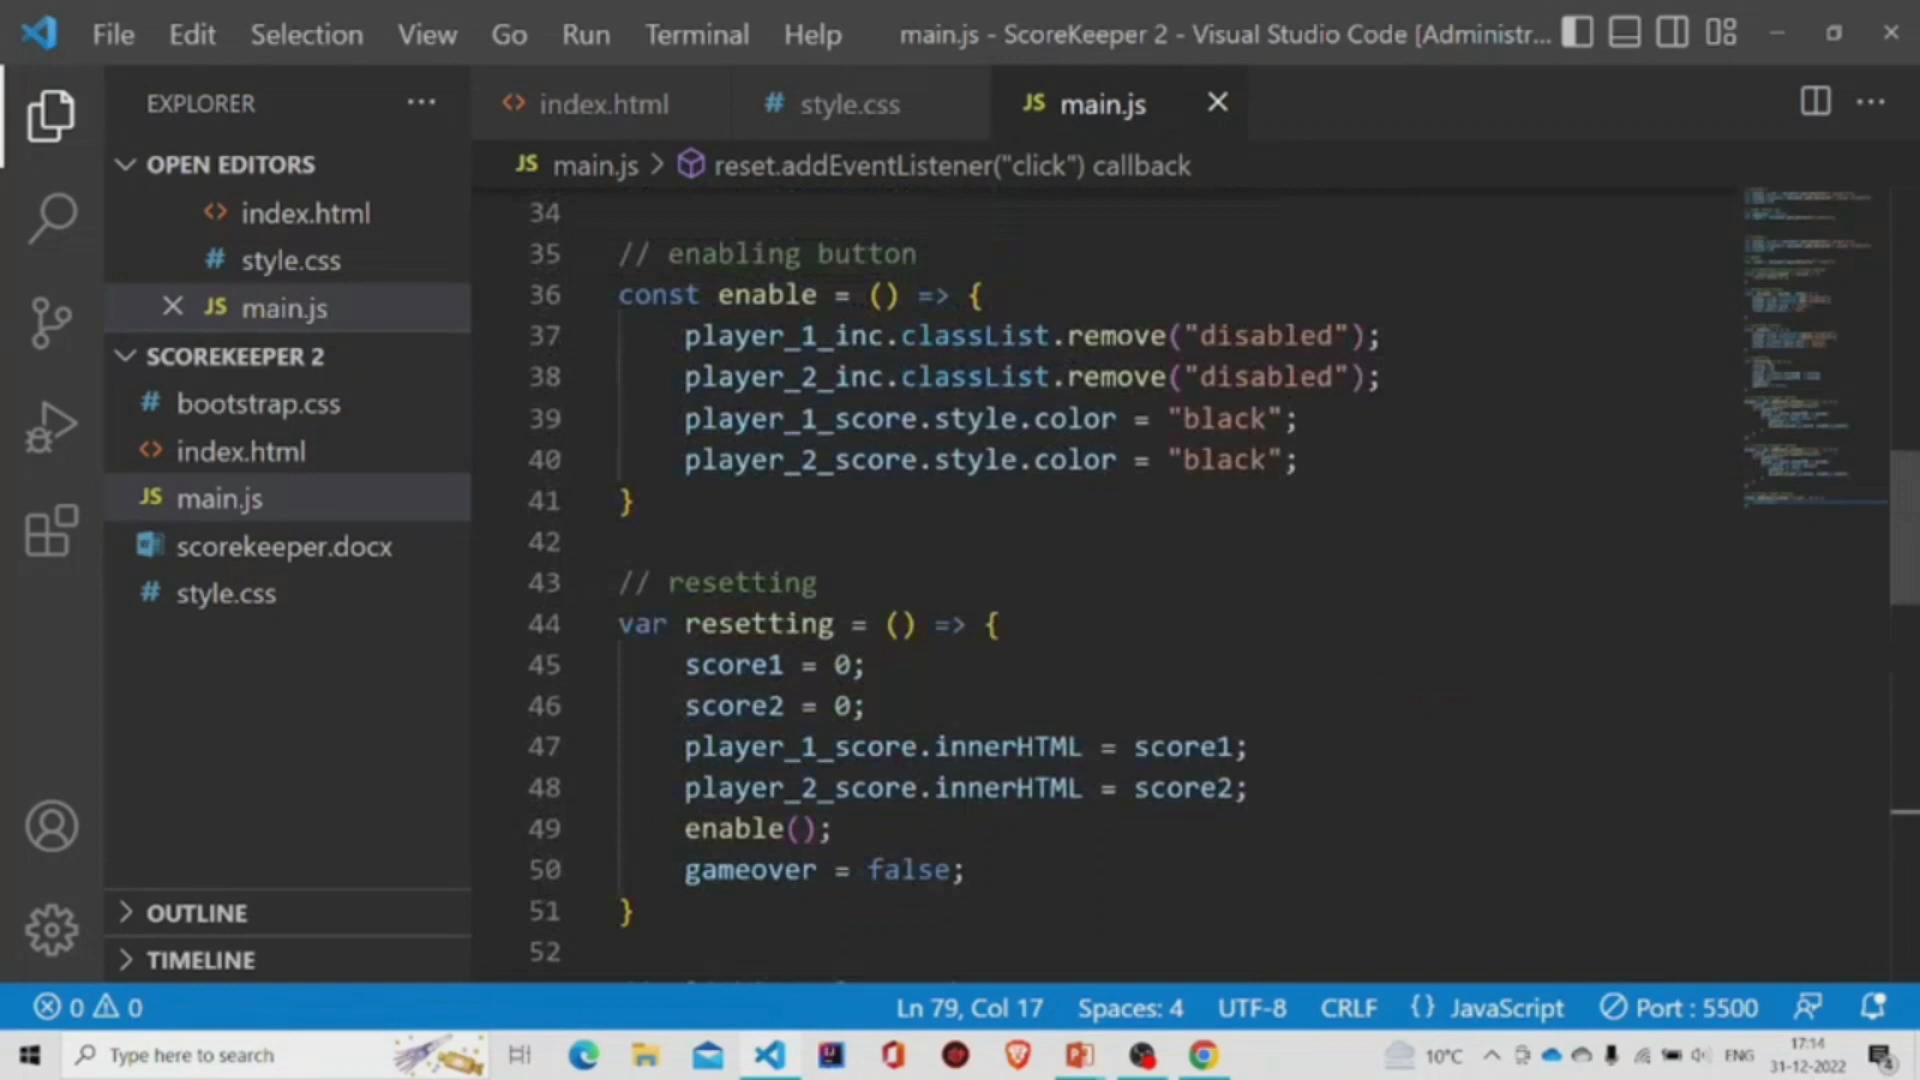 File Edit Selection View Go Run Terminal Help main.js - ScoreKeeper 2 - Visual Studio Code [Administr...
EXPLORER ...
index.html
style.css
JS main.js
OPEN EDITORS
index.html
style.css
JS main.js
SCOREKEEPER 2
bootstrap.css
index.html
JS main.js
scorekeeper.docx
style.css
OUTLINE
TIMELINE
JS main.js > reset.addEventListener("click") callback
34
35 // enabling button
36 const enable = () => {
37 player_1_inc.classList.remove("disabled");
38 player_2_inc.classList.remove("disabled");
39 player_1_score.style.color = "black";
40 player_2_score.style.color = "black";
41 }
42
43 // resetting
44 var resetting = () => {
45 score1 = 0;
46 score2 = 0;
47 player_1_score.innerHTML = score1;
48 player_2_score.innerHTML = score2;
49 enable();
50 gameover = false;
51 }
52
0 0 Ln 79, Col 17 Spaces: 4 UTF-8 CRLF {} JavaScript Port : 5500
Type here to search 10°C ENG 17:14
31-12-2022